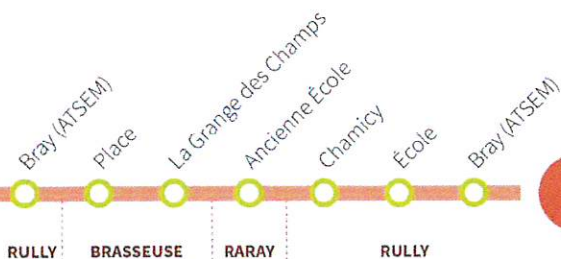 Bray (ATSEM)
Place
La Grange des Champs
Ancienne École
Chamicy
École
Bray (ATSEM)
RULLY
BRASSEUSE
RARAY
RULLY